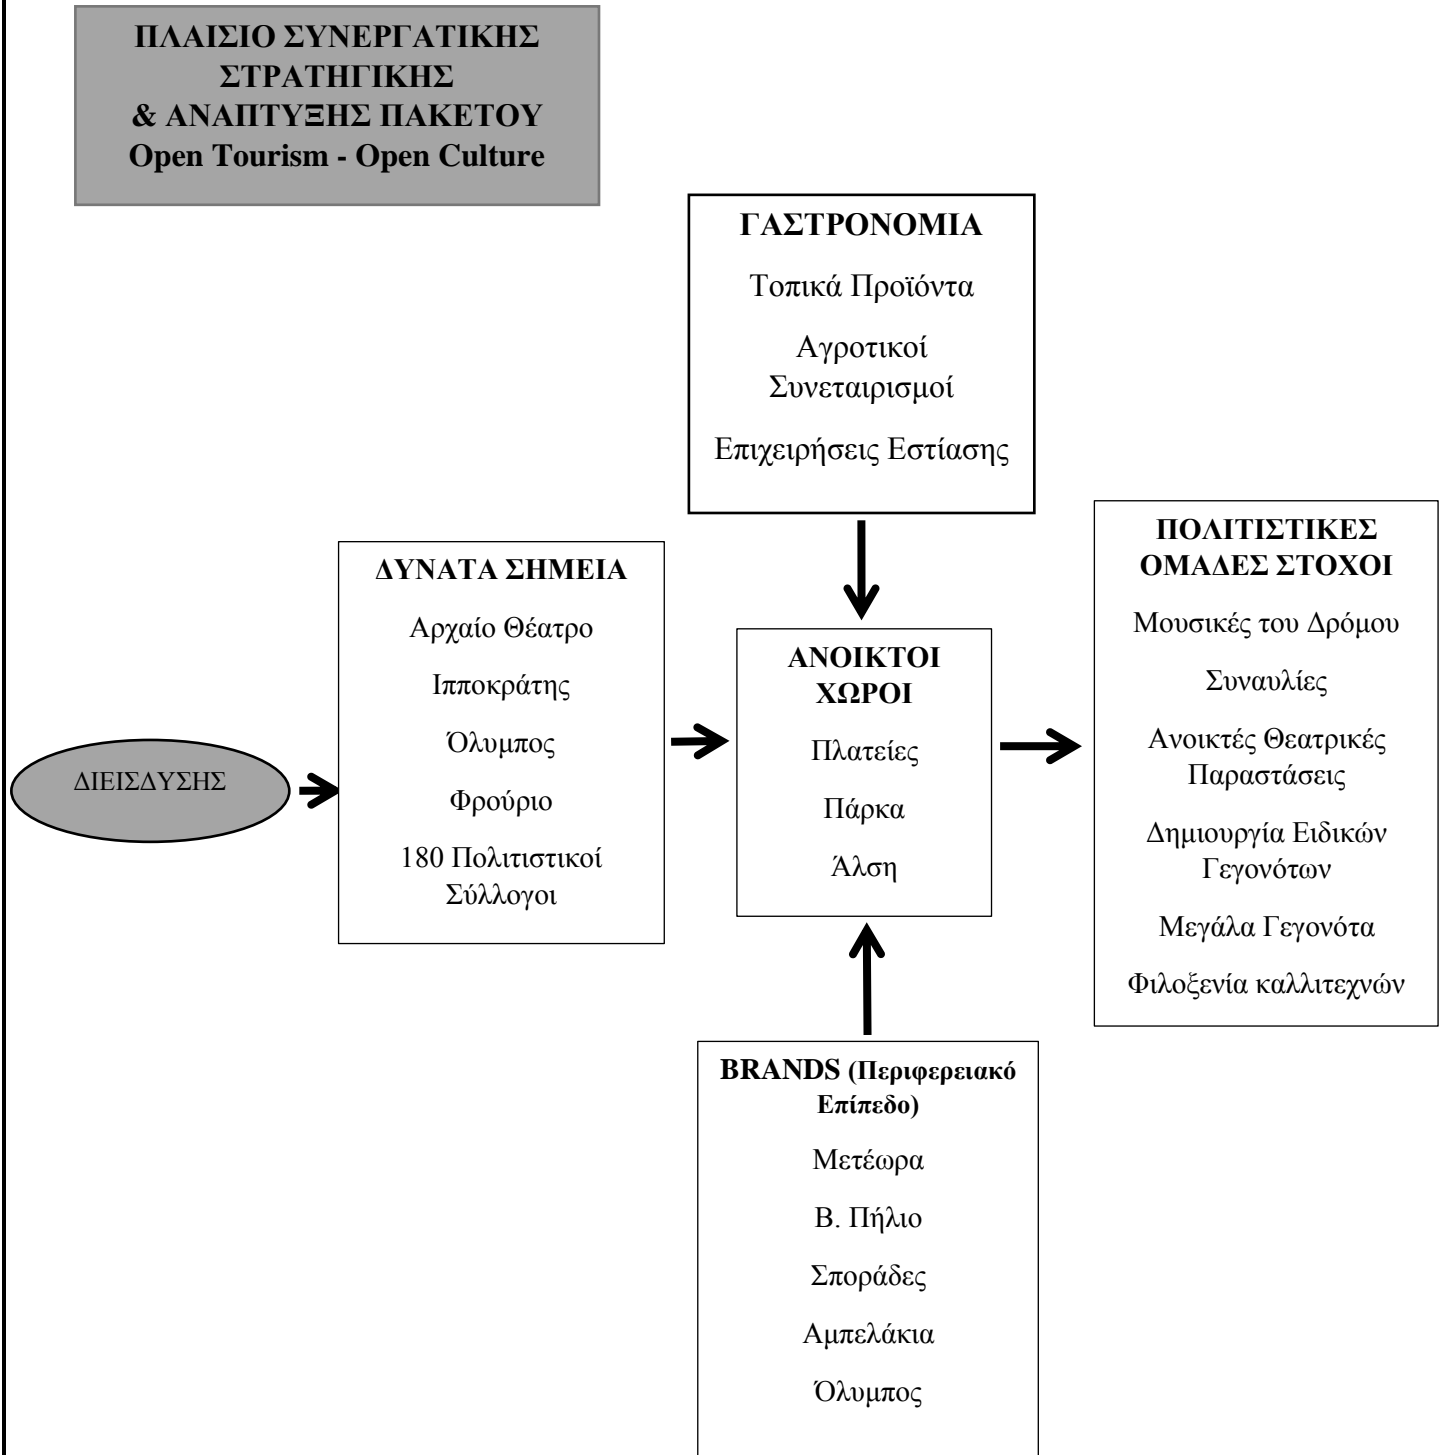 ΠΛΑΙΣΙΟ ΣΥΝΕΡΓΑΤΙΚΗΣ
ΣΤΡΑΤΗΓΙΚΗΣ
& ΑΝΑΠΤΥΞΗΣ ΠΑΚΕΤΟΥ
Open Tourism - Open Culture
ΓΑΣΤΡΟΝΟΜΙΑ
Τοπικά Προϊόντα
Αγροτικοί
Συνεταιρισμοί
Επιχειρήσεις Εστίασης
ΔΙΕΙΣΔΥΣΗΣ
ΔΥΝΑΤΑ ΣΗΜΕΙΑ
Αρχαίο Θέατρο
Ιπποκράτης
Όλυμπος
Φρούριο
180 Πολιτιστικοί
Σύλλογοι
ΑΝΟΙΚΤΟΙ
ΧΩΡΟΙ
Πλατείες
Πάρκα
Άλση
ΠΟΛΙΤΙΣΤΙΚΕΣ
ΟΜΑΔΕΣ ΣΤΟΧΟΙ
Μουσικές του Δρόμου
Συναυλίες
Ανοικτές Θεατρικές
Παραστάσεις
Δημιουργία Ειδικών
Γεγονότων
Μεγάλα Γεγονότα
Φιλοξενία καλλιτεχνών
BRANDS (Περιφερειακό
Επίπεδο)
Μετέωρα
Β. Πήλιο
Σποράδες
Αμπελάκια
Όλυμπος